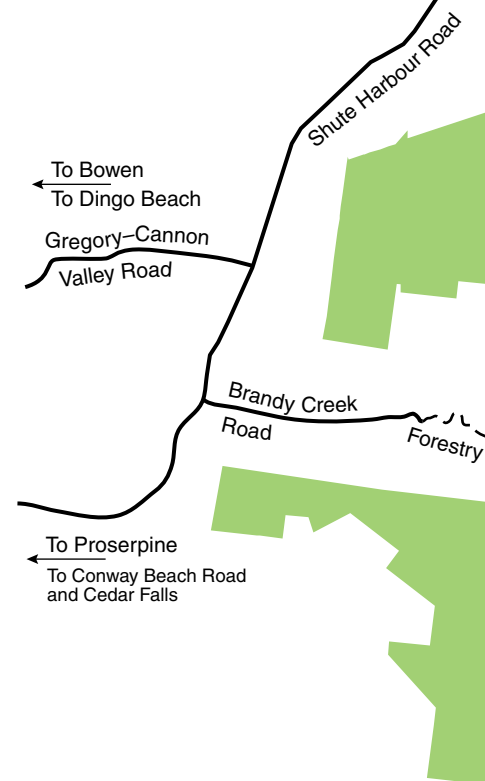 Shute Harbour Road
To Bowen
To Dingo Beach
Gregory–Cannon
Valley Road
Brandy Creek
Road
Forestry
To Proserpine
To Conway Beach Road
and Cedar Falls